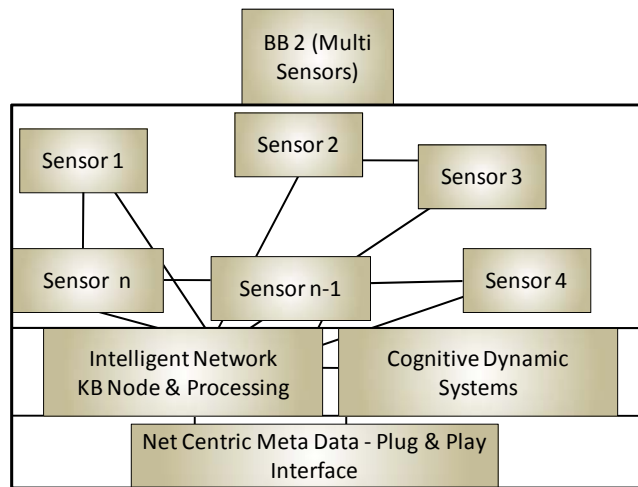 BB 2 (Multi
Sensors)
Sensor 1
Sensor 2
Sensor 3
Sensor n
Sensor n-1
Sensor 4
Intelligent Network
KB Node & Processing
Cognitive Dynamic
Systems
Net Centric Meta Data - Plug & Play
Interface